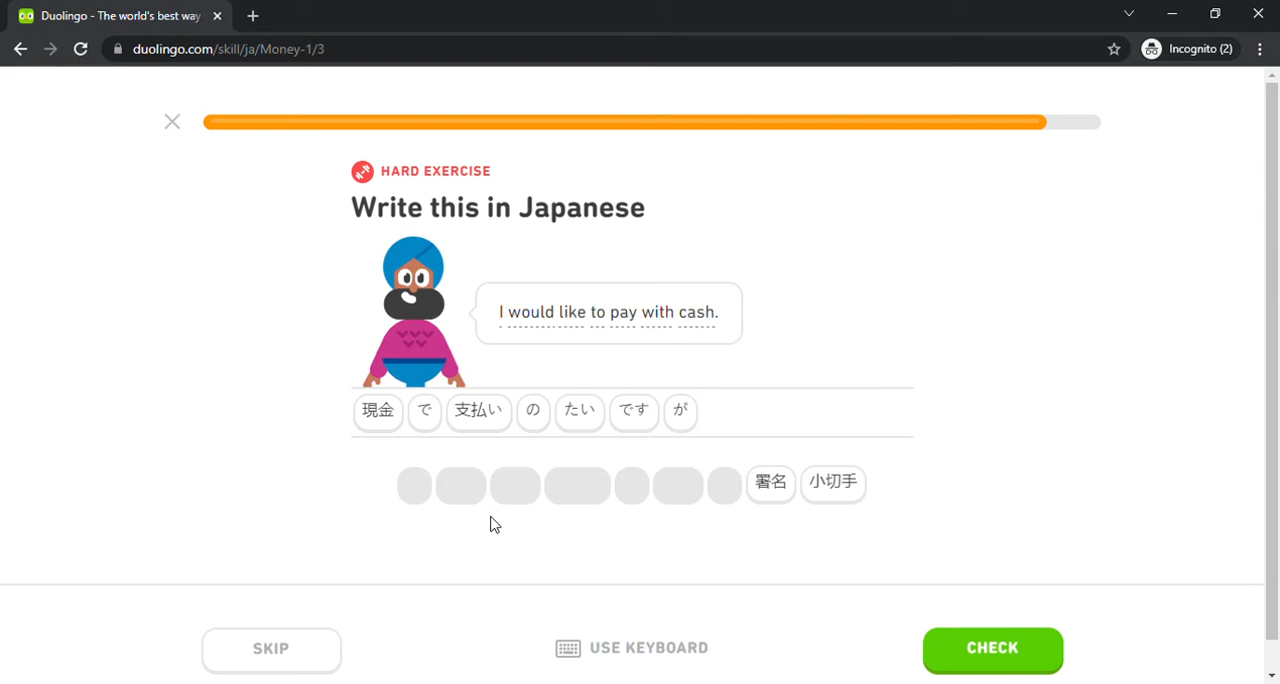 Duolingo - The world's best way
duolingo.com/skill/ja/Money-1/3
Incognito (2)
HARD EXERCISE
Write this in Japanese
I would like to pay with cash.
現金 で 支払い の たい です が
署名 小切手
SKIP
USE KEYBOARD
CHECK